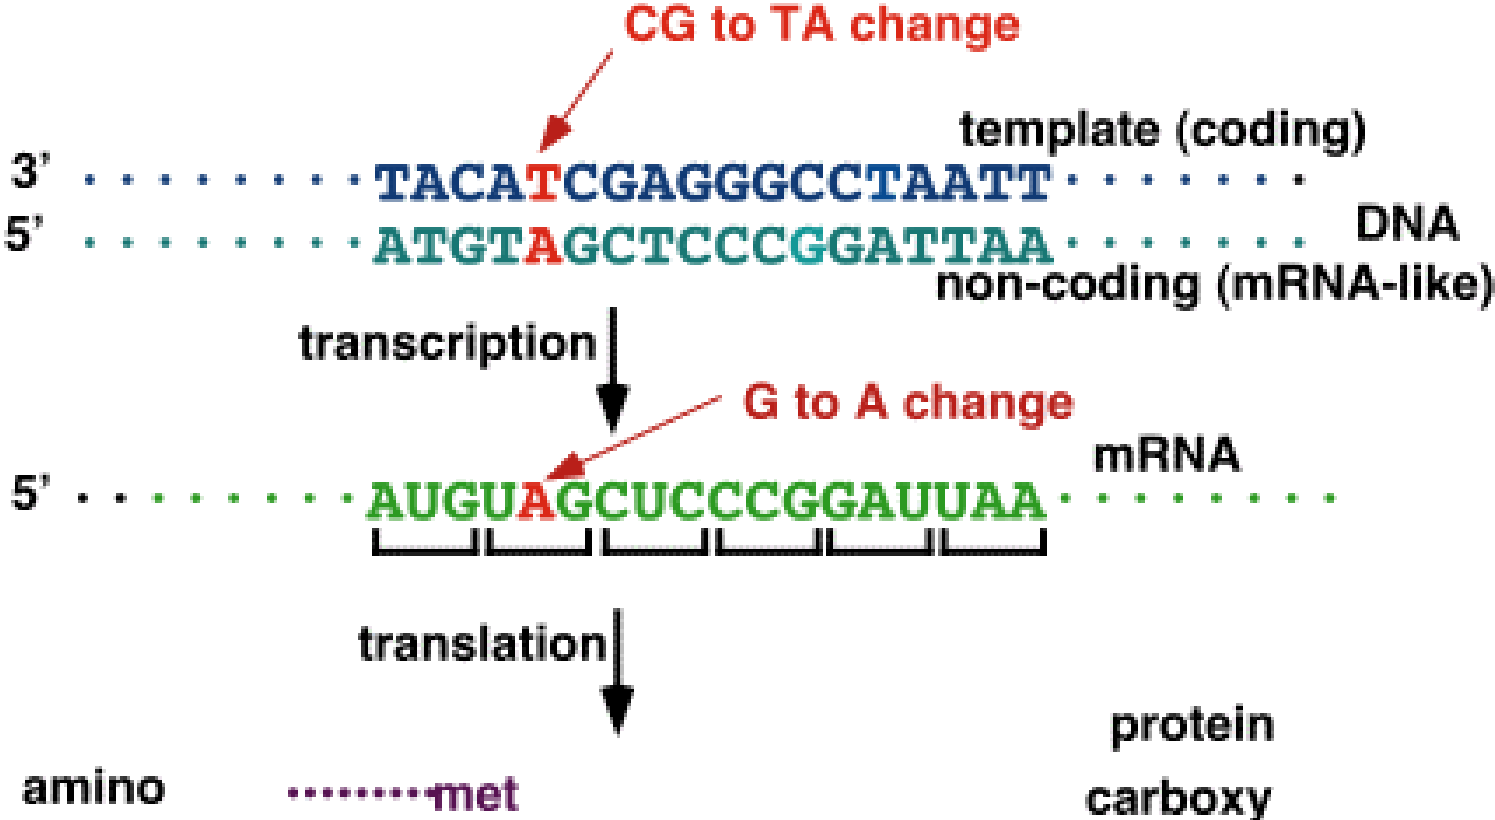 CG to TA change
template (coding)
3’ TACATCGAGGGCCTAATT
5’ ATGTAGCTCCCGGATTAA DNA
non-coding (mRNA-like)
transcription
G to A change
mRNA
5’ AUGUAGCUCCCGGAUUAA
translation
protein
amino met carboxy